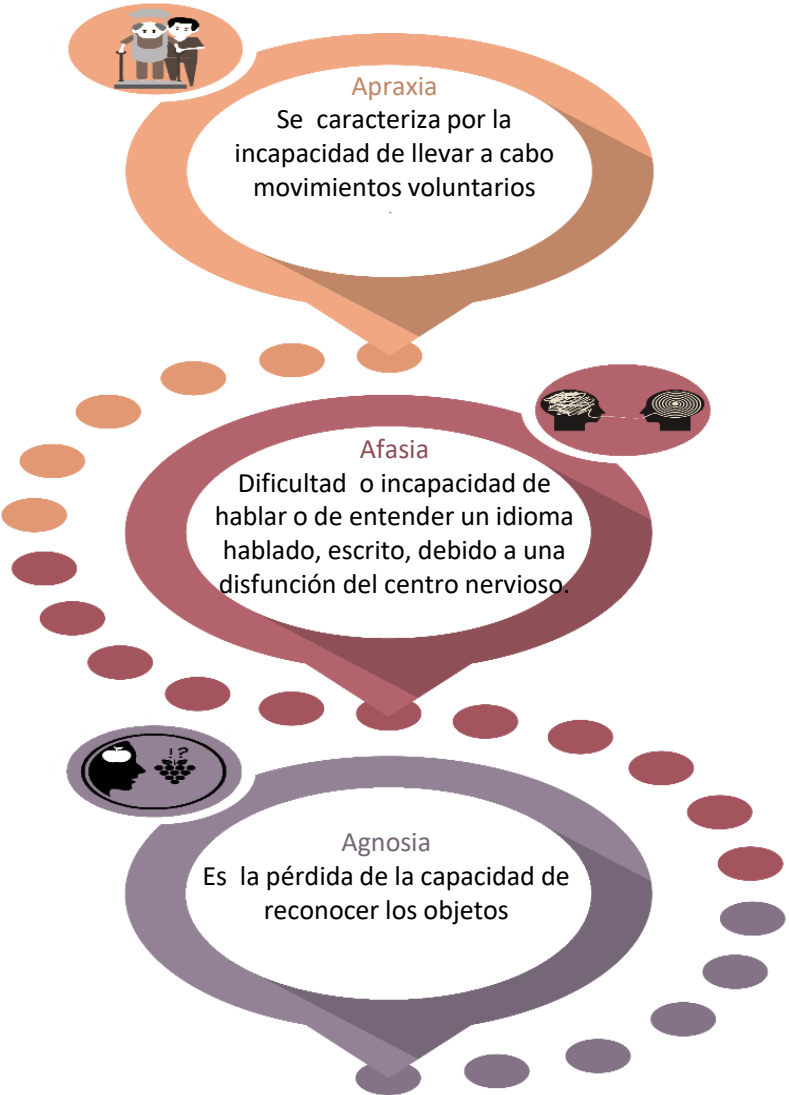 Apraxia
Se caracteriza por la
incapacidad de llevar a cabo
movimientos voluntarios
.
Afasia
Dificultad o incapacidad de
hablar o de entender un idioma
hablado, escrito, debido a una
disfunción del centro nervioso.
!?
Agnosia
Es la pérdida de la capacidad de
reconocer los objetos